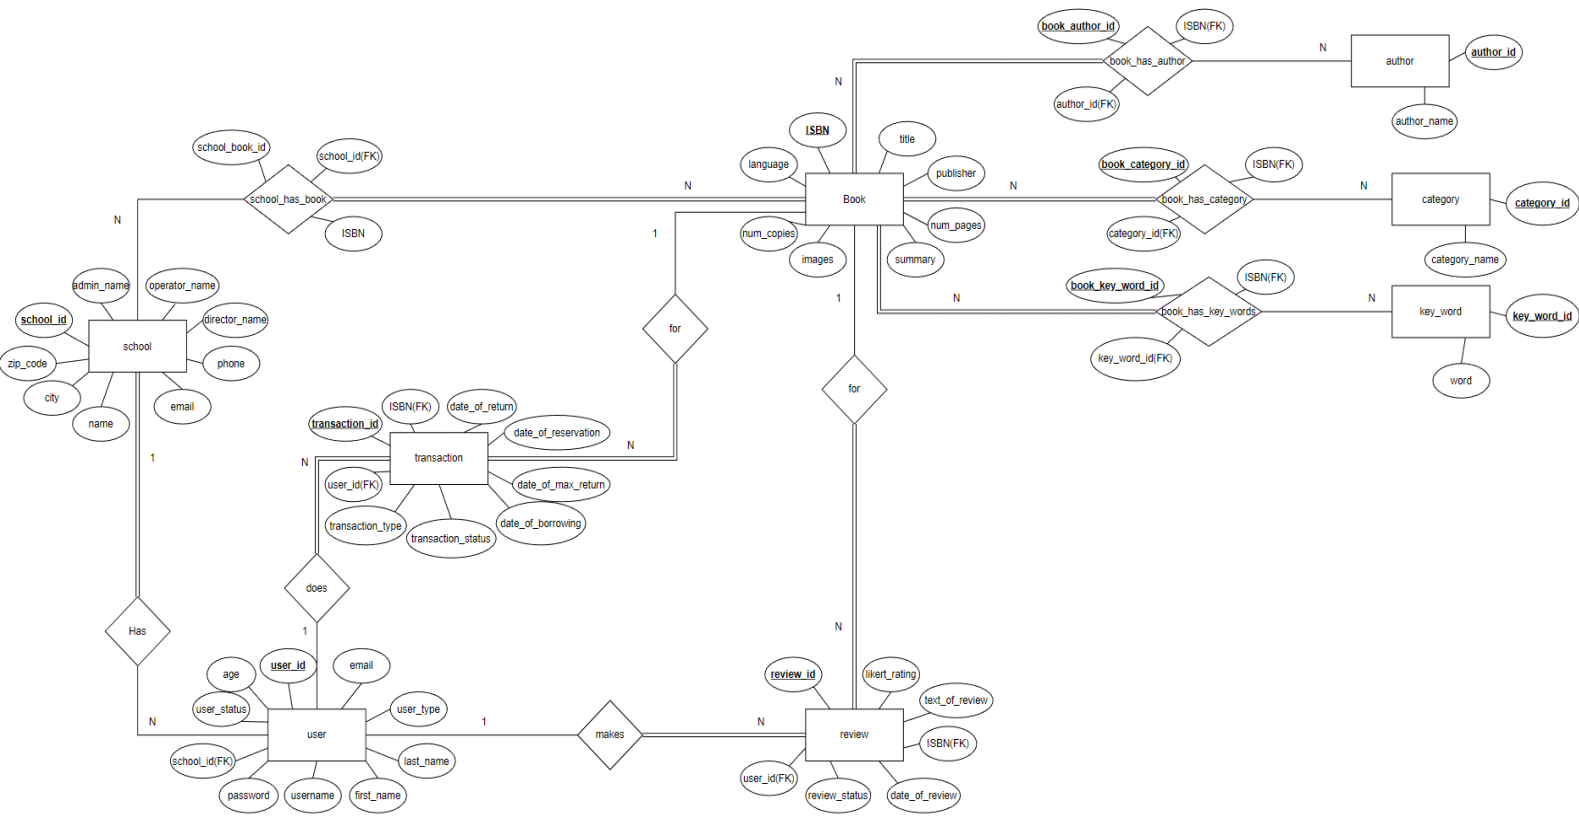 book_author_id
ISBN(FK)
N
author_id
book_has_author
author
N
author_id(FK)
author_name
ISBN
title
school_book_id
school_id(FK)
language
publisher
book_category_id
ISBN(FK)
N
N
N
school_has_book
Book
book_has_category
category
category_id
N
ISBN
1
num_copies
num_pages
category_id(FK)
images
summary
category_name
admin_name
operator_name
ISBN(FK)
book_key_word_id
1
N
N
school_id
director_name
book_has_key_words
key_word
key_word_id
for
school
zip_code
phone
key_word_id(FK)
city
email
for
word
name
ISBN(FK)
date_of_return
transaction_id
date_of_reservation
N
1
N
transaction
user_id(FK)
date_of_max_return
transaction_type
date_of_borrowing
transaction_status
does
Has
1
N
age
user_id
email
review_id
likert_rating
user_status
user_type
text_of_review
N
1
N
user
makes
review
ISBN(FK)
school_id(FK)
last_name
user_id(FK)
password
username
first_name
review_status
date_of_review